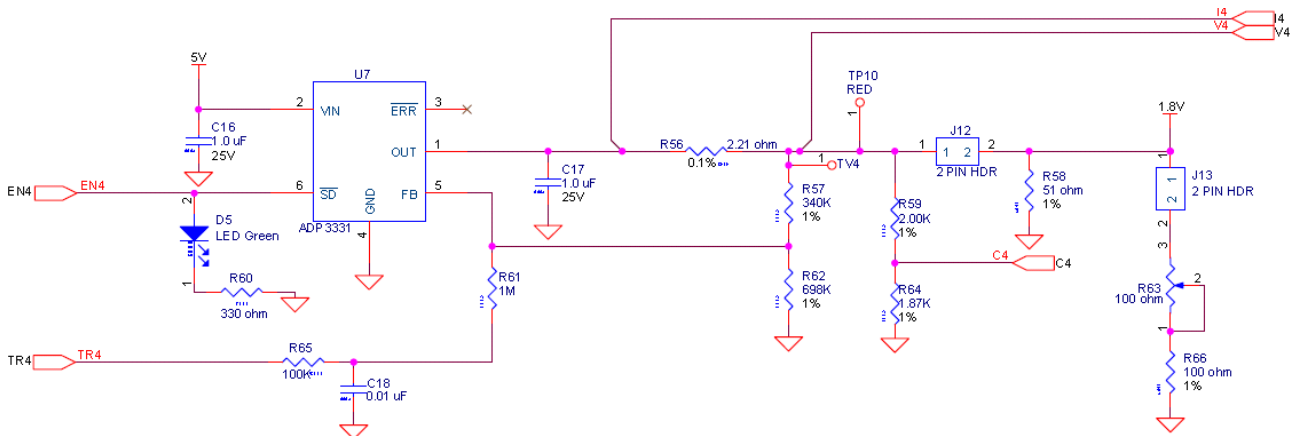 I4
I4
V4
V4
5V
U7
TP10
RED
1
2
VIN
ERR
3
C16
1.0 uF
25V
OUT
1
R56
2.21 ohm
0.1%
1
TV4
J12
1
1 2
2
2 PIN HDR
1.8V
C17
1.0 uF
25V
R57
340K
1%
R59
2.00K
1%
R58
51 ohm
1%
1
J13
2 1
2 PIN HDR
2
EN4
EN4
6
SD
GND
FB
5
ADP3331
4
2
D5
LED Green
1
R60
330 ohm
R61
1M
R62
698K
1%
C4
C4
R64
1.87K
1%
3
R63
100 ohm
2
1
TR4
TR4
R65
100K
C18
0.01 uF
R66
100 ohm
1%